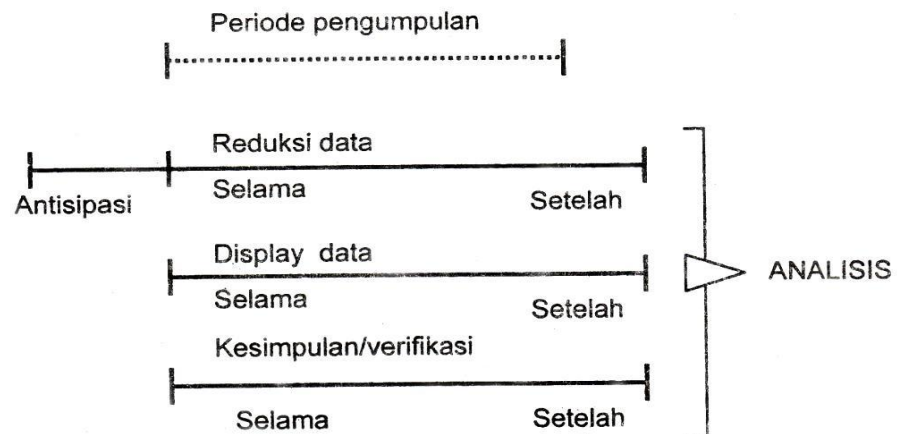 Periode pengumpulan
Reduksi data
Selama
Setelah
Antisipasi
Display data
Selama
Setelah
ANALISIS
Kesimpulan/verifikasi
Selama
Setelah